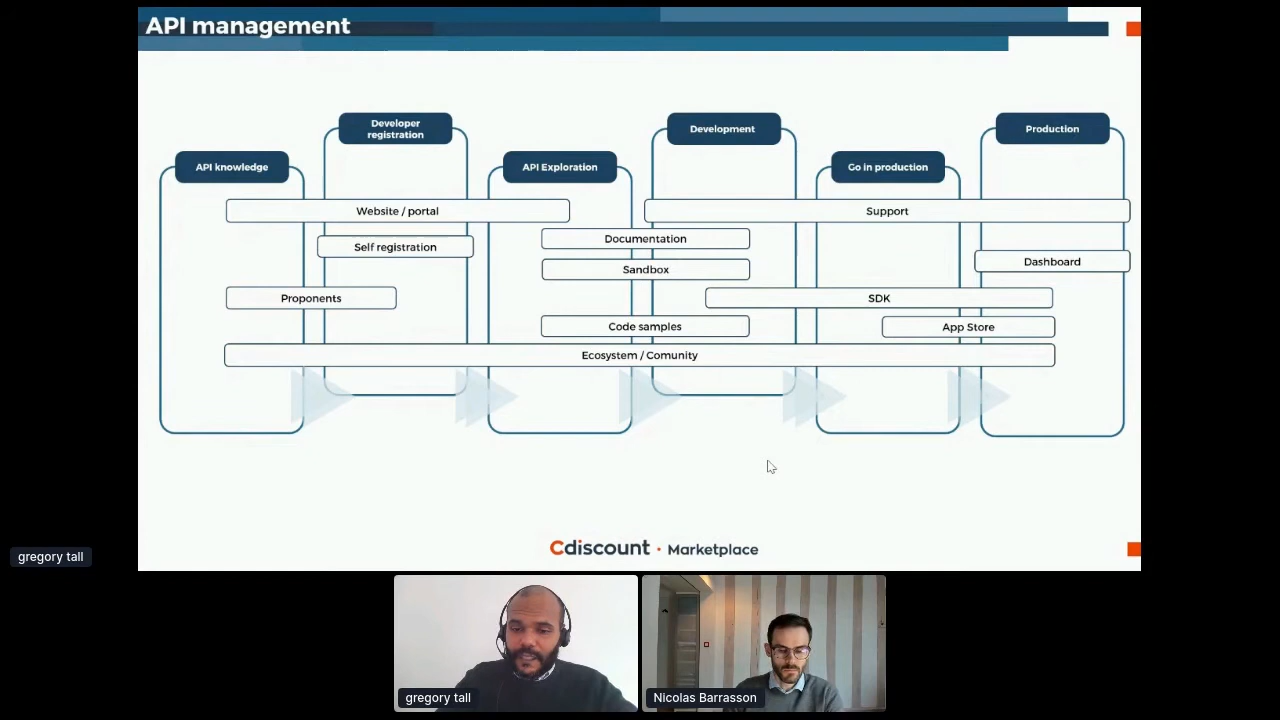 API management
Developer
registration
Development
Production
API knowledge
API Exploration
Go in production
Website / portal
Support
Self registration
Documentation
Dashboard
Sandbox
Proponents
SDK
Code samples
App Store
Ecosystem / Comunity
Cdiscount · Marketplace
gregory tall
gregory tall
Nicolas Barrasson